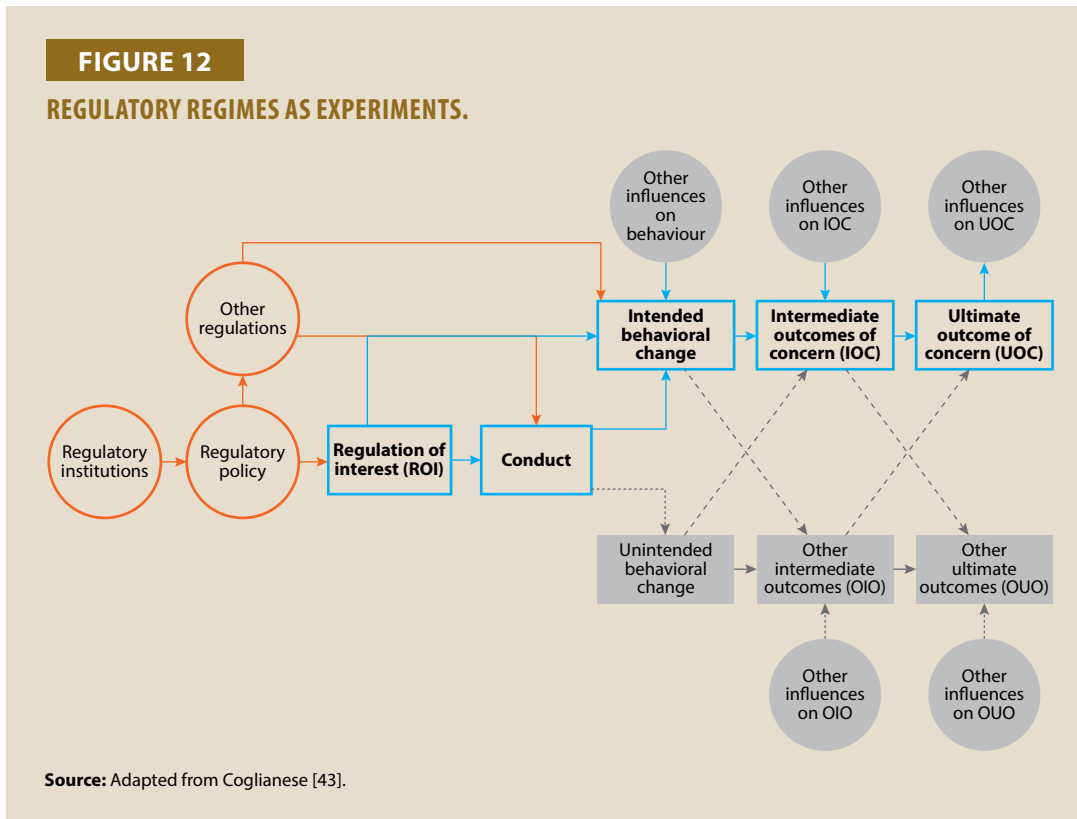 FIGURE 12
REGULATORY REGIMES AS EXPERIMENTS.
Other
influences
on
behaviour
Other
influences
on IOC
Other
influences
on UOC
Other
regulations
Intended
behavioral
change
Intermediate
outcomes of
concern (IOC)
Ultimate
outcome of
concern (UOC)
Regulatory
institutions
Regulatory
policy
Regulation of
interest (ROI)
Conduct
Unintended
behavioral
change
Other
intermediate
outcomes (OIO)
Other
ultimate
outcomes (OUO)
Other
influences
on OIO
Other
influences
on OUO
Source: Adapted from Coglianese [43].